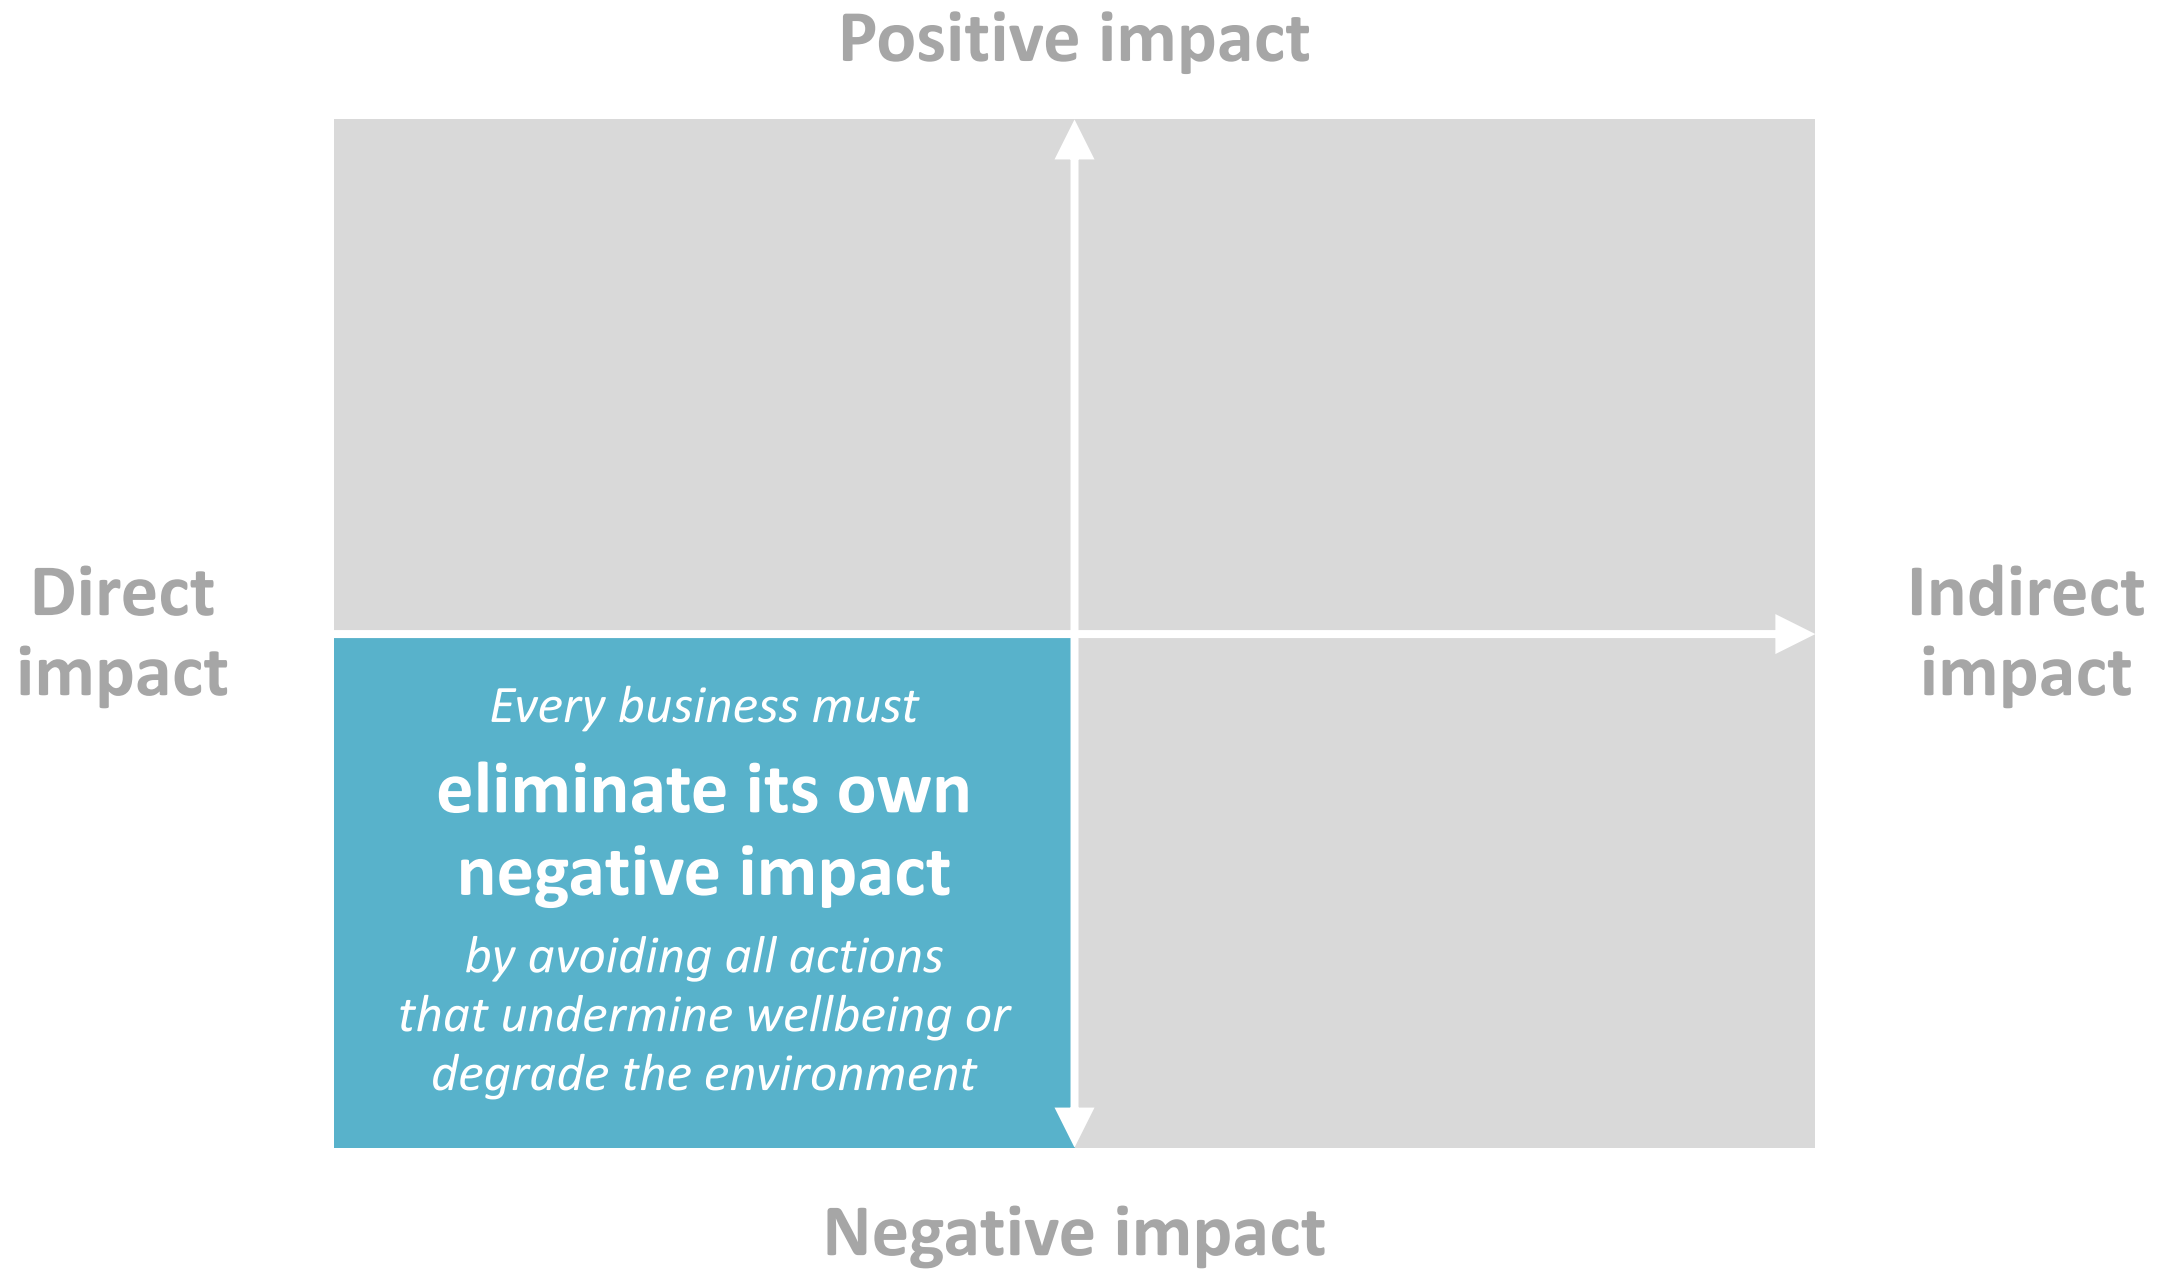 Positive impact
Direct
impact
Indirect
impact
Every business must
eliminate its own
negative impact
by avoiding all actions
that undermine wellbeing or
degrade the environment
Negative impact